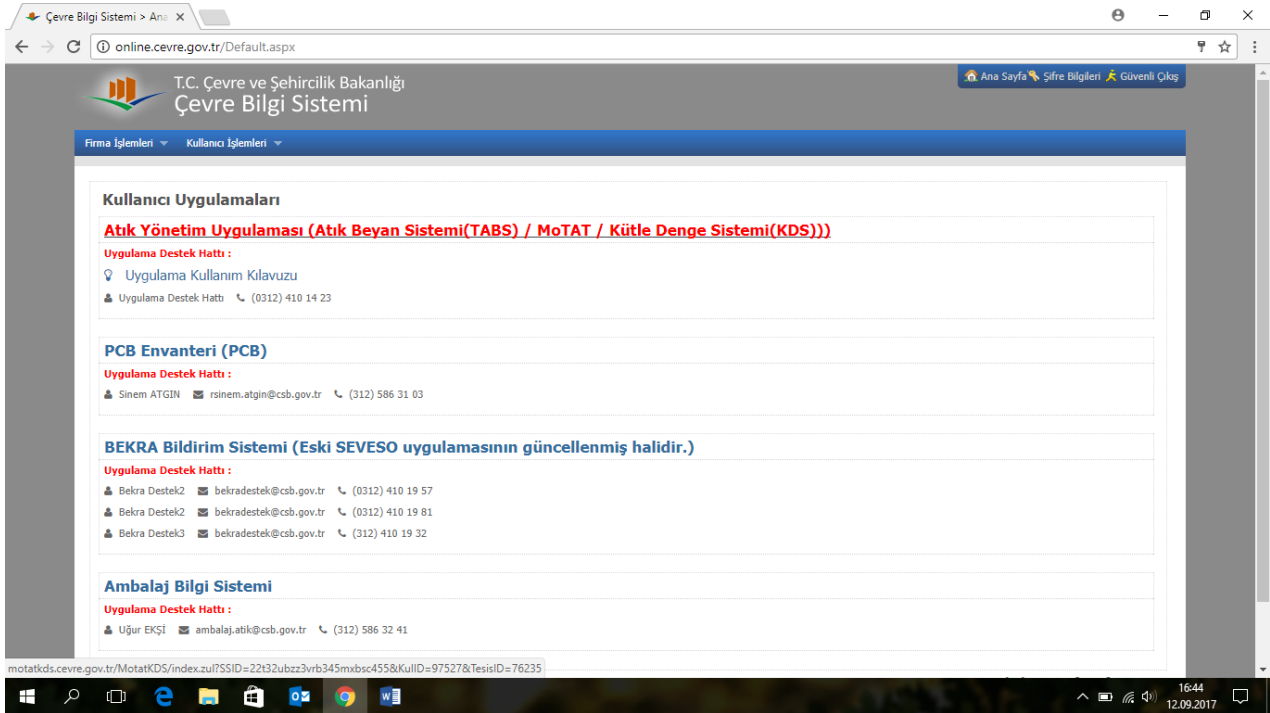 Çevre Bilgi Sistemi > Ana
online.cevre.gov.tr/Default.aspx
T.C. Çevre ve Şehircilik Bakanlığı
Çevre Bilgi Sistemi
Ana Sayfa Şifre Bilgileri Güvenli Çıkış
Firma İşlemleri Kullanıcı İşlemleri
Kullanıcı Uygulamaları
Atık Yönetim Uygulaması (Atık Beyan Sistemi(TABS) / MoTAT / Kütle Denge Sistemi(KDS)))
Uygulama Destek Hattı :
Uygulama Kullanım Kılavuzu
Uygulama Destek Hattı (0312) 410 14 23
PCB Envanteri (PCB)
Uygulama Destek Hattı :
Sinem ATGIN rsinem.atgin@csb.gov.tr (312) 586 31 03
BEKRA Bildirim Sistemi (Eski SEVESO uygulamasının güncellenmiş halidir.)
Uygulama Destek Hattı :
Bekra Destek2 bekradestek@csb.gov.tr (0312) 410 19 57
Bekra Destek2 bekradestek@csb.gov.tr (0312) 410 19 81
Bekra Destek3 bekradestek@csb.gov.tr (312) 410 19 32
Ambalaj Bilgi Sistemi
Uygulama Destek Hattı :
Uğur EKŞİ ambalaj.atik@csb.gov.tr (312) 586 32 41
motatkds.cevre.gov.tr/MotatKDS/index.zul?SSID=22t32ubzz3vrb345mxbsc455&KullID=97527&TesisID=76235
16:44
12.09.2017